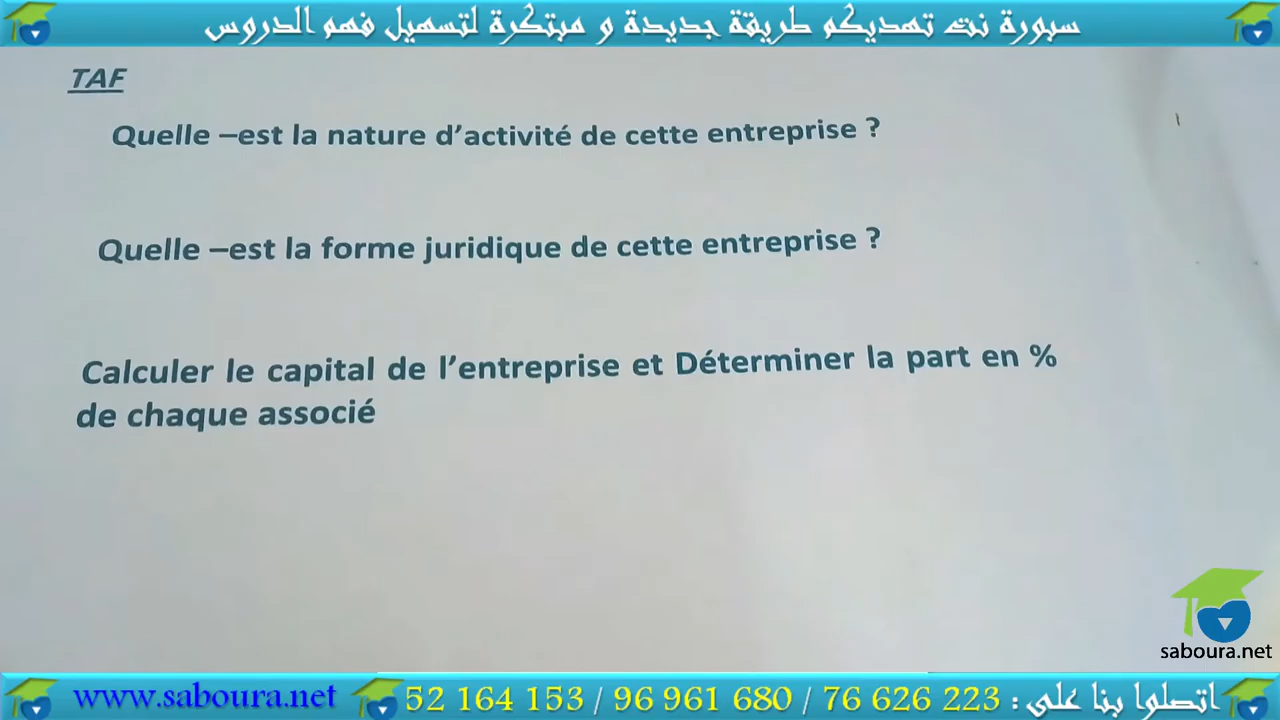 سبورة نت تهديكم طريقة جديدة و مبتكرة لتسهيل فهم الدروس
TAF
Quelle –est la nature d’activité de cette entreprise ?
Quelle –est la forme juridique de cette entreprise ?
Calculer le capital de l’entreprise et Déterminer la part en %
de chaque associé
saboura.net
www.saboura.net
52 164 153 / 96 961 680 / 76 626 223 : اتصلوا بنا على